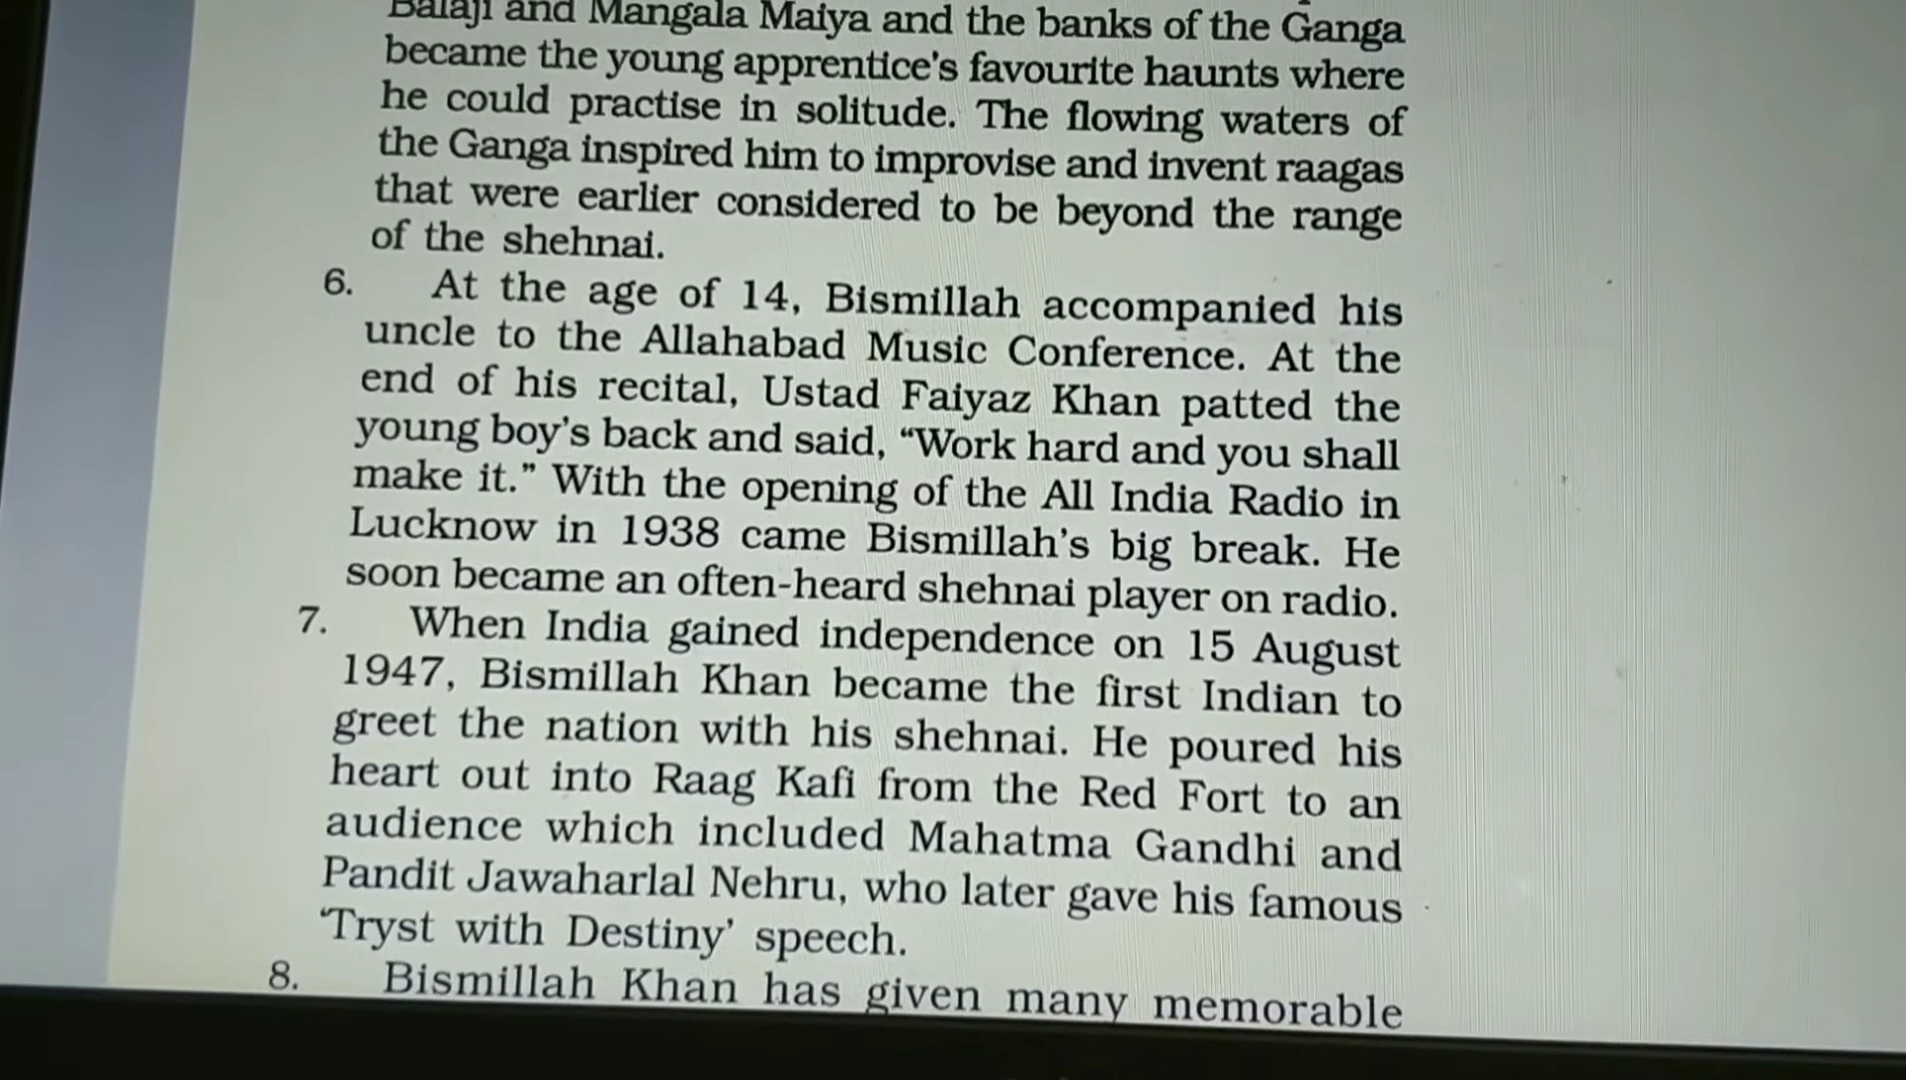 Balaji and Mangala Maiya and the banks of the Ganga
became the young apprentice's favourite haunts where
he could practise in solitude. The flowing waters of
the Ganga inspired him to improvise and invent raagas
that were earlier considered to be beyond the range
of the shehnai.
6. At the age of 14, Bismillah accompanied his
uncle to the Allahabad Music Conference. At the
end of his recital, Ustad Faiyaz Khan patted the
young boy's back and said, “Work hard and you shall
make it.” With the opening of the All India Radio in
Lucknow in 1938 came Bismillah's big break. He
soon became an often-heard shehnai player on radio.
7. When India gained independence on 15 August
1947, Bismillah Khan became the first Indian to
greet the nation with his shehnai. He poured his
heart out into Raag Kafi from the Red Fort to an
audience which included Mahatma Gandhi and
Pandit Jawaharlal Nehru, who later gave his famous
‘Tryst with Destiny’ speech.
8. Bismillah Khan has given many memorable